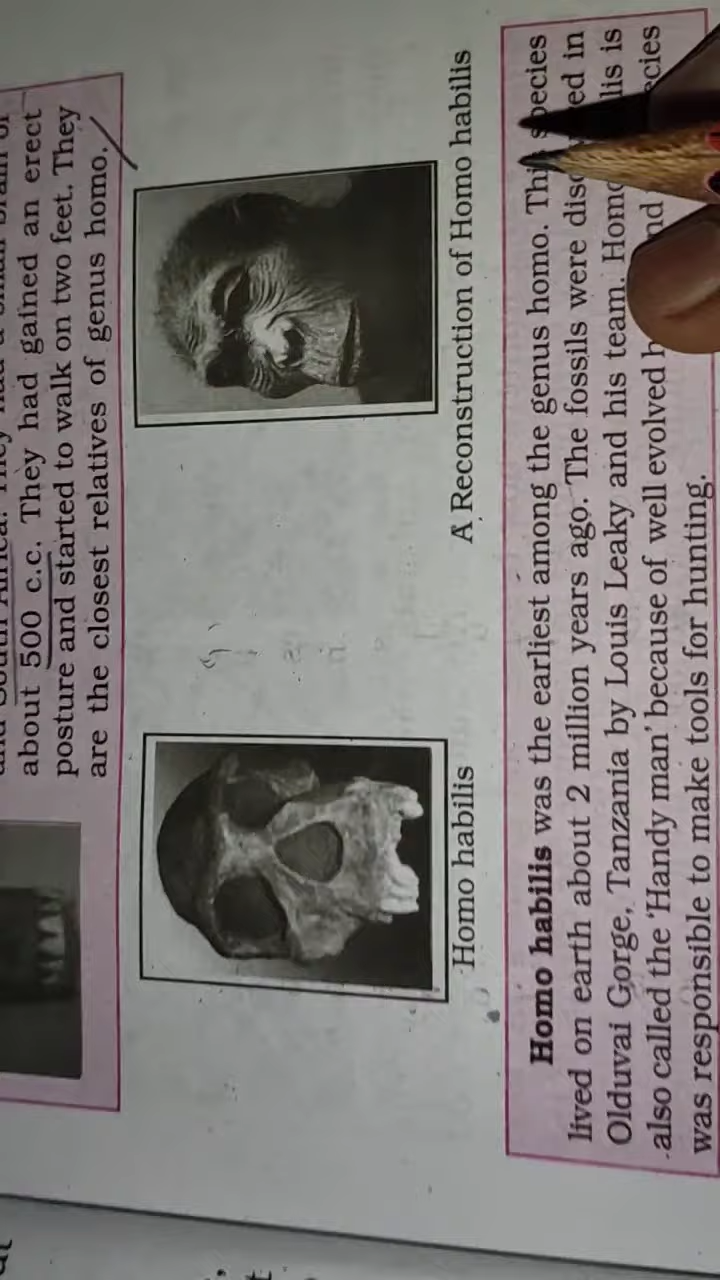 about 500 c.c. They had gained an erect
posture and started to walk on two feet. They
are the closest relatives of genus homo.
Homo habilis
A Reconstruction of Homo habilis
Homo habilis was the earliest among the genus homo. This species
lived on earth about 2 million years ago. The fossils were
Olduvai Gorge, Tanzania by Louis Leaky and his team. is
also called the 'Handy man' because of well evolved
was responsible to make tools for hunting.